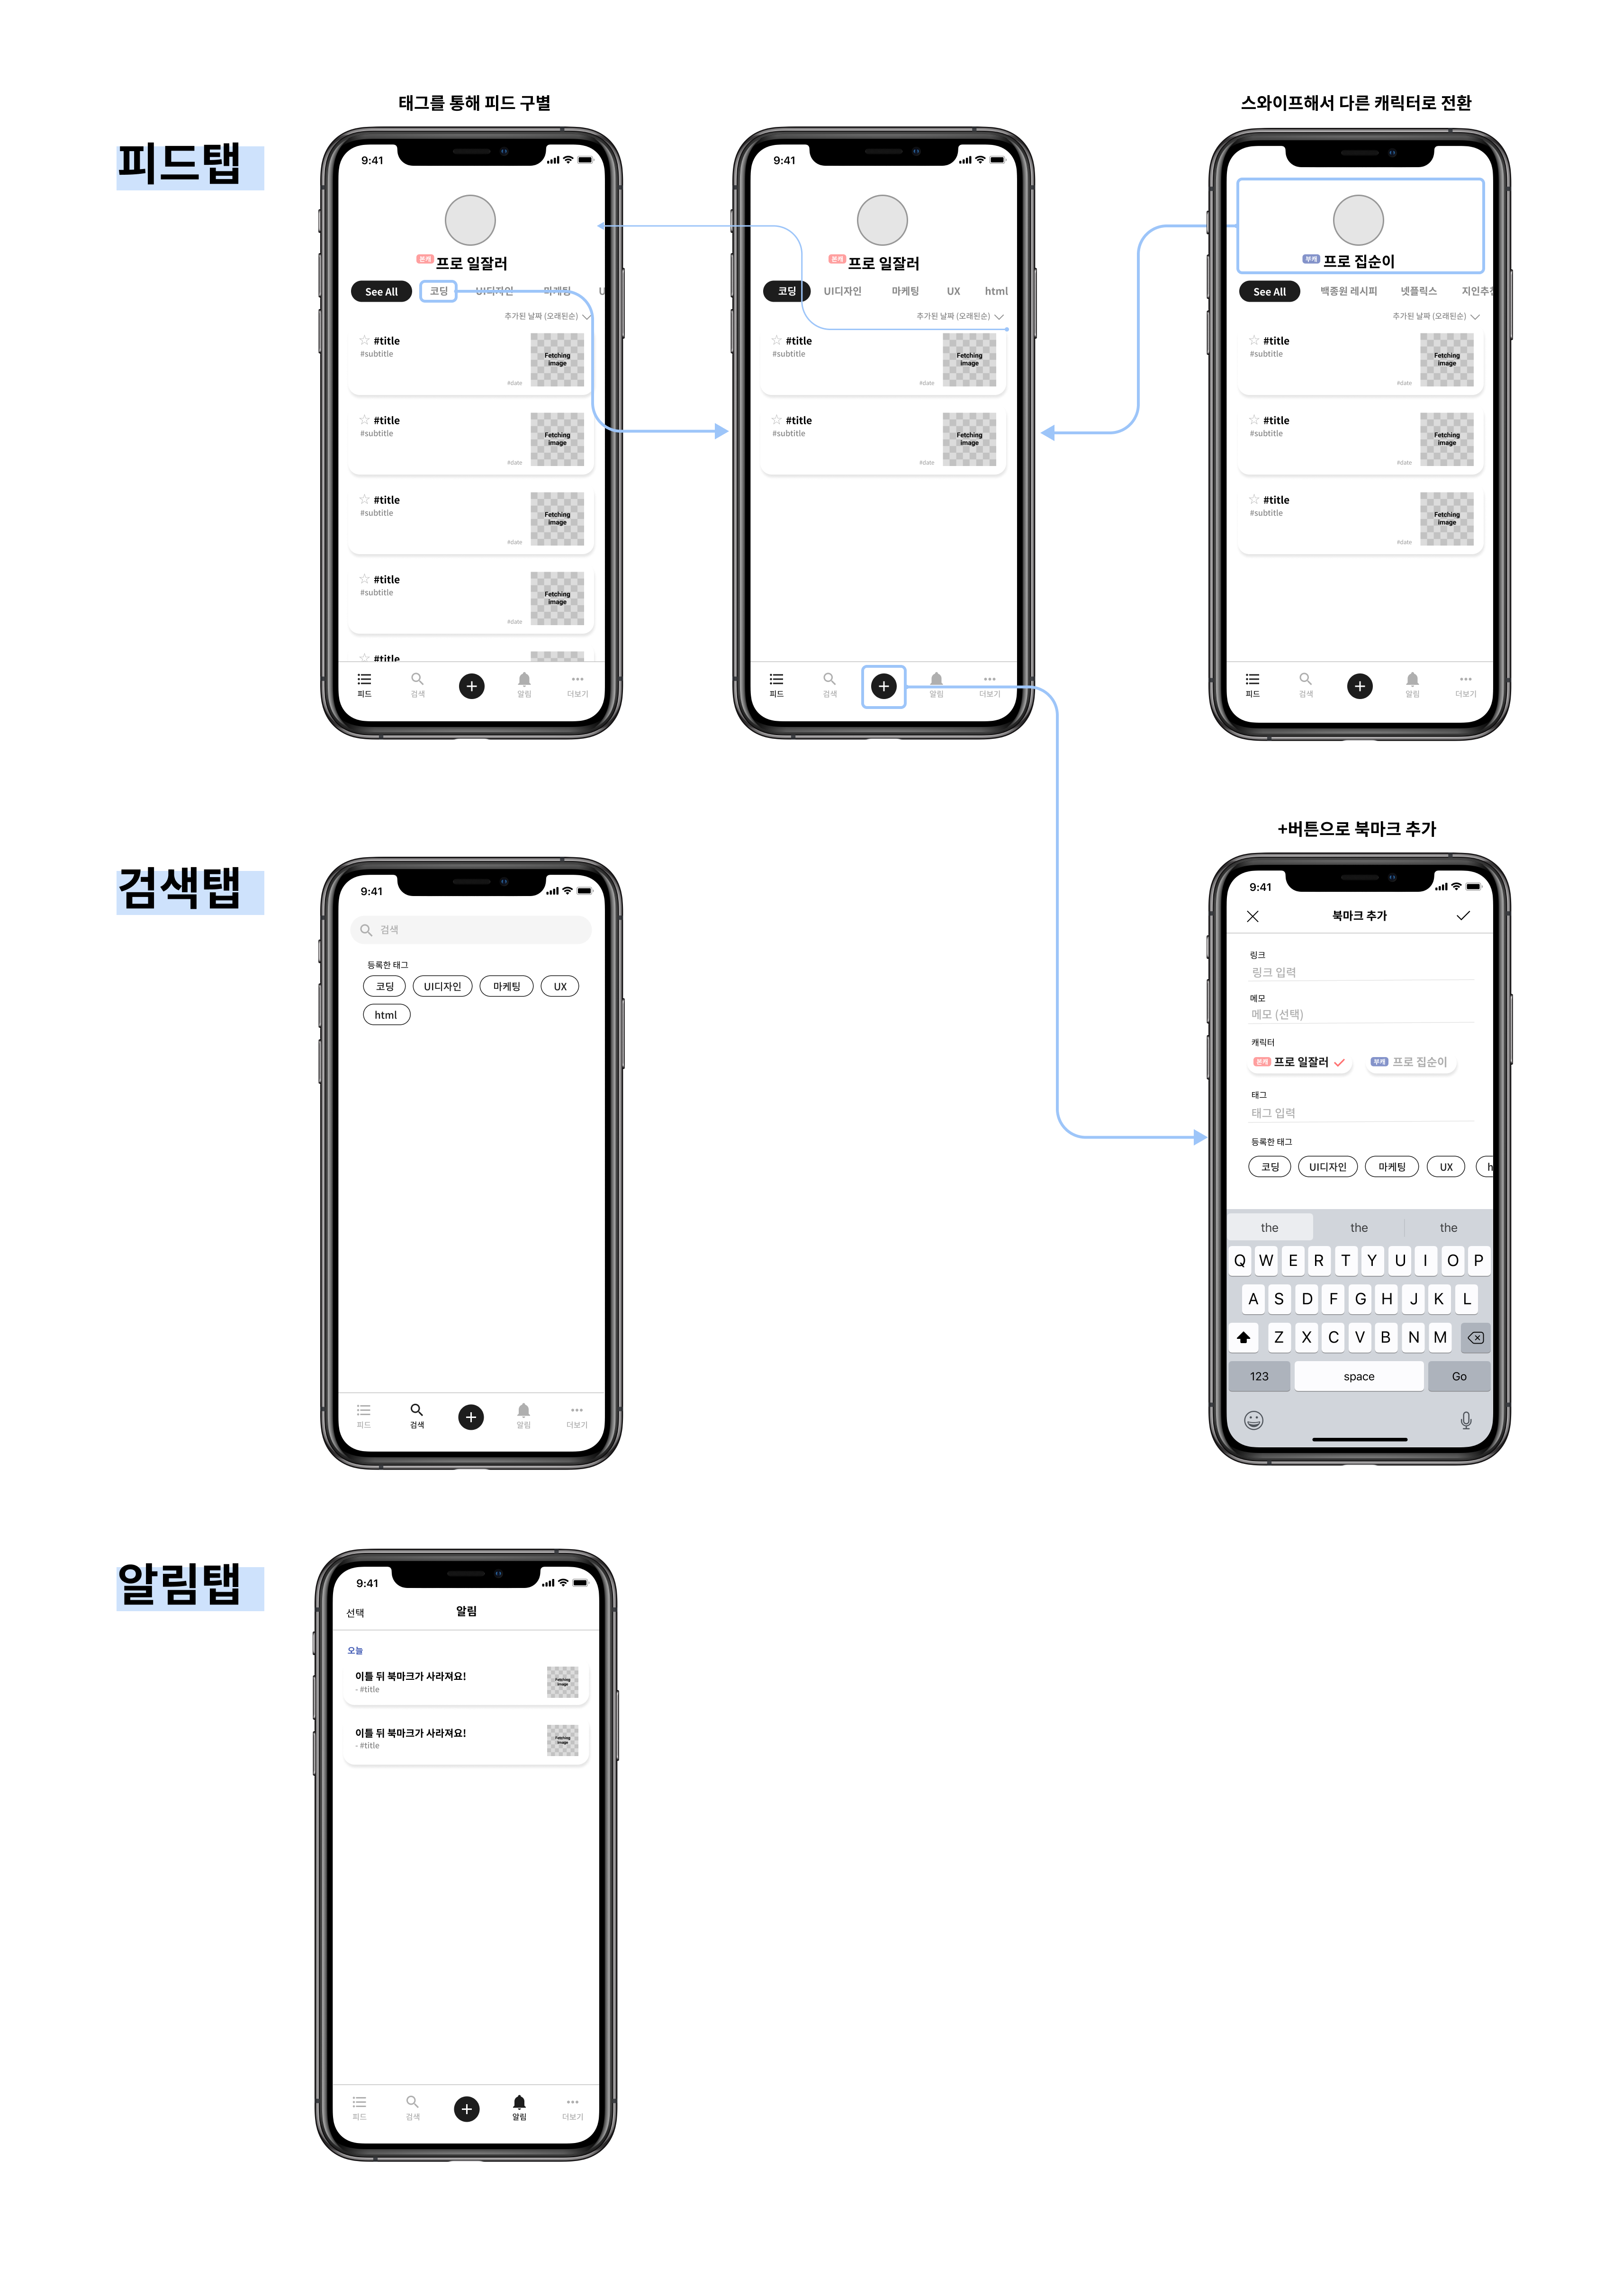 태그를 통해 피드 구별
스와이프해서 다른 캐릭터로 전환
피드탭
9:41
본캐 프로 일잘러
See All 코딩 UI디자인 마케팅 U
추가된 날짜 (오래된순)
☆ #title
#subtitle
#date
Fetching
image
☆ #title
#subtitle
#date
Fetching
image
☆ #title
#subtitle
#date
Fetching
image
☆ #title
#subtitle
#date
Fetching
image
☆ #title
피드 검색 + 알림 더보기
9:41
본캐 프로 일잘러
코딩 UI디자인 마케팅 UX html
추가된 날짜 (오래된순)
☆ #title
#subtitle
#date
Fetching
image
☆ #title
#subtitle
#date
Fetching
image
피드 검색 + 알림 더보기
부캐 프로 집순이
See All 백종원 레시피 넷플릭스 지인추천
추가된 날짜 (오래된순)
☆ #title
#subtitle
#date
Fetching
image
☆ #title
#subtitle
#date
Fetching
image
☆ #title
#subtitle
#date
Fetching
image
피드 검색 + 알림 더보기
검색탭
9:41
검색
등록한 태그
코딩 UI디자인 마케팅 UX
html
피드 검색 + 알림 더보기
+버튼으로 북마크 추가
9:41
북마크 추가
링크
링크 입력
메모
메모 (선택)
캐릭터
본캐 프로 일잘러 부캐 프로 집순이
태그
태그 입력
등록한 태그
코딩 UI디자인 마케팅 UX h
the the the
Q W E R T Y U I O P
A S D F G H J K L
Z X C V B N M
123 space Go
알림탭
9:41
선택 알림
오늘
이틀 뒤 북마크가 사라져요!
- #title
Fetching
image
이틀 뒤 북마크가 사라져요!
- #title
Fetching
image
피드 검색 + 알림 더보기